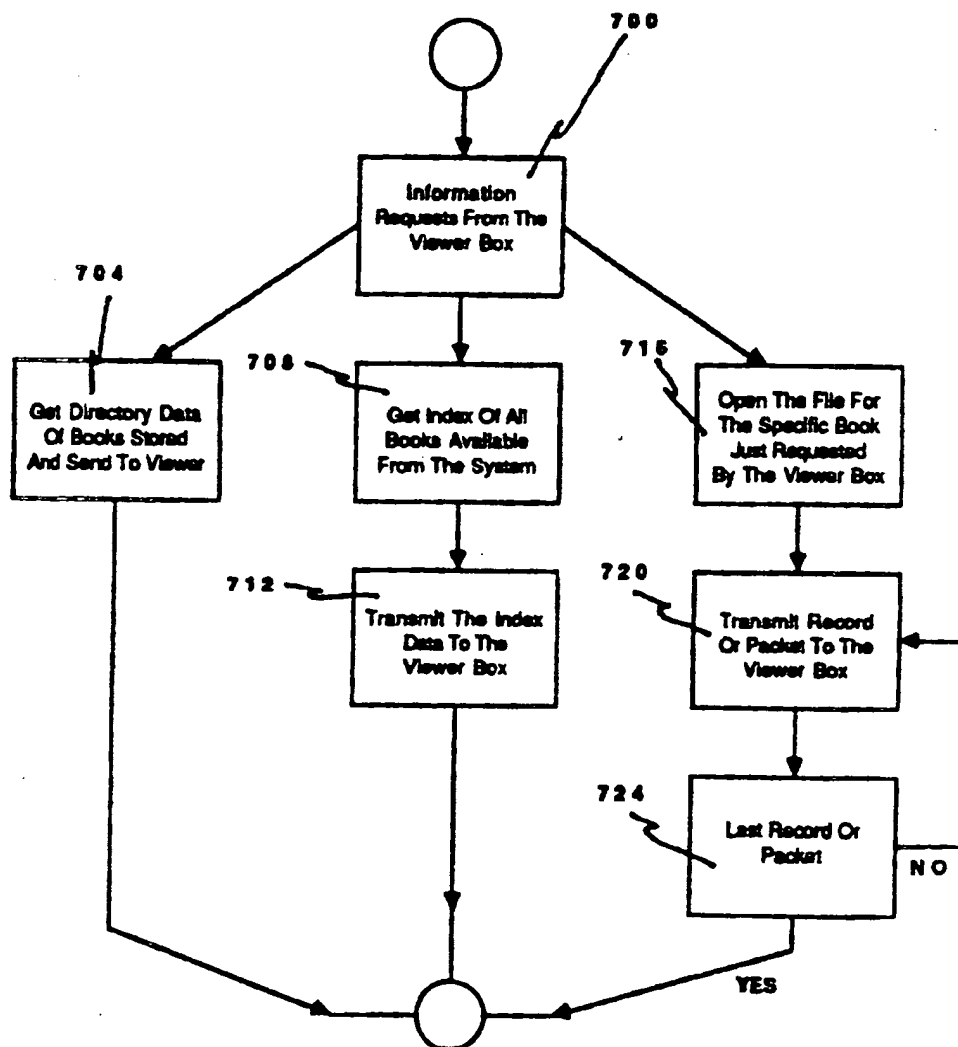 700
Information
Requests From The
Viewer Box
704
Get Directory Data
Of Books Stored
And Send To Viewer
708
Get Index Of All
Books Available
From The System
716
Open The File For
The Specific Book
Just Requested
By The Viewer Box
712
Transmit The Index
Data To The
Viewer Box
720
Transmit Record
Or Packet To The
Viewer Box
724
Last Record Or
Packet
NO
YES